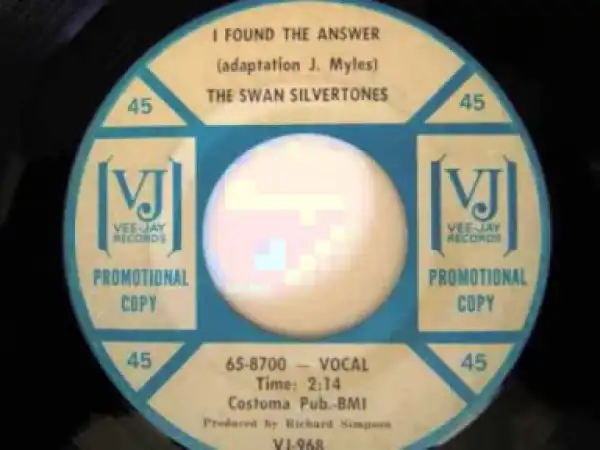 I FOUND THE ANSWER
(adaptation J. Myles)
THE SWAN SILVERTONES
45
45
VJ
VEE-JAY
RECORDS
PROMOTIONAL
COPY
VJ
VEE-JAY
RECORDS
PROMOTIONAL
COPY
45
45
65-8700 — VOCAL
Time: 2:14
Costoma Pub.-BMI
Produced by Richard Simpson
VJ-968